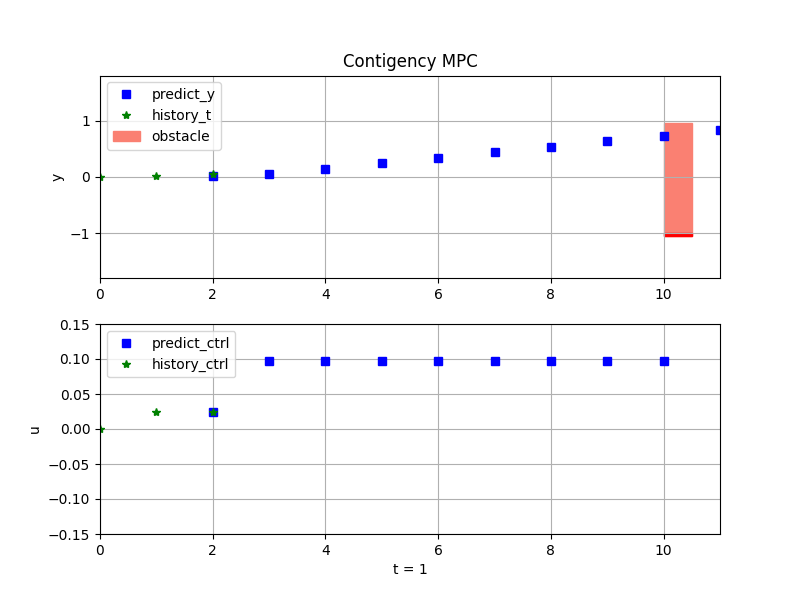 Contigency MPC
predict_y
history_t
obstacle
y
1
0
−1
0 2 4 6 8 10
predict_ctrl
history_ctrl
u
0.15
0.10
0.05
0.00
−0.05
−0.10
−0.15
0 2 4 6 8 10
t = 1